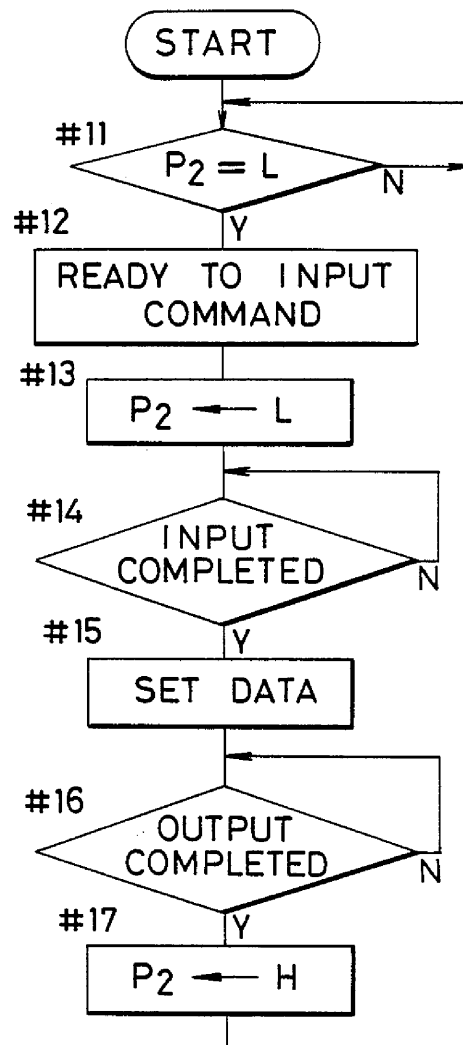 START
#11
P₂ = L
N
Y
#12
READY TO INPUT
COMMAND
#13
P₂ ← L
#14
INPUT
COMPLETED
N
Y
#15
SET DATA
#16
OUTPUT
COMPLETED
N
Y
#17
P₂ ← H